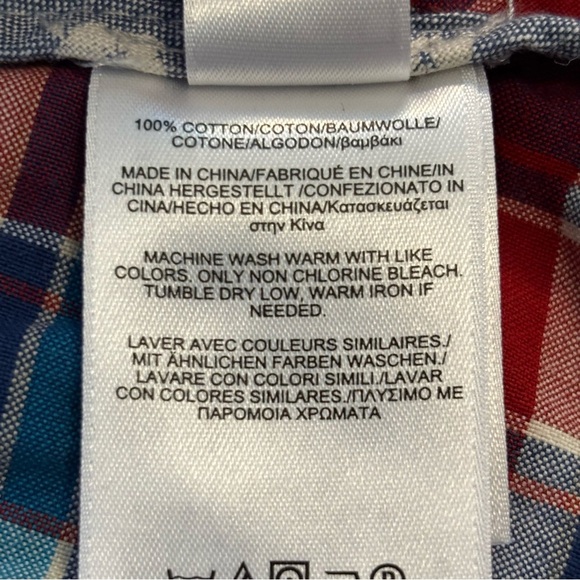 100% COTTON/COTON/BAUMWOLLE/
COTONE/ALGODON/βαμβάκι
MADE IN CHINA/FABRIQUÉ EN CHINE/IN
CHINA HERGESTELLT /CONFEZIONATO IN
CINA/HECHO EN CHINA/Κατασκευάζεται
στην Κίνα
MACHINE WASH WARM WITH LIKE
COLORS. ONLY NON CHLORINE BLEACH.
TUMBLE DRY LOW, WARM IRON IF
NEEDED.
LAVER AVEC COULEURS SIMILAIRES./
MIT ÄHNLICHEN FARBEN WASCHEN./
LAVARE CON COLORI SIMILI./LAVAR
CON COLORES SIMILARES./ΠΛΥΣΙΜΟ ΜΕ
ΠΑΡΟΜΟΙΑ ΧΡΩΜΑΤΑ